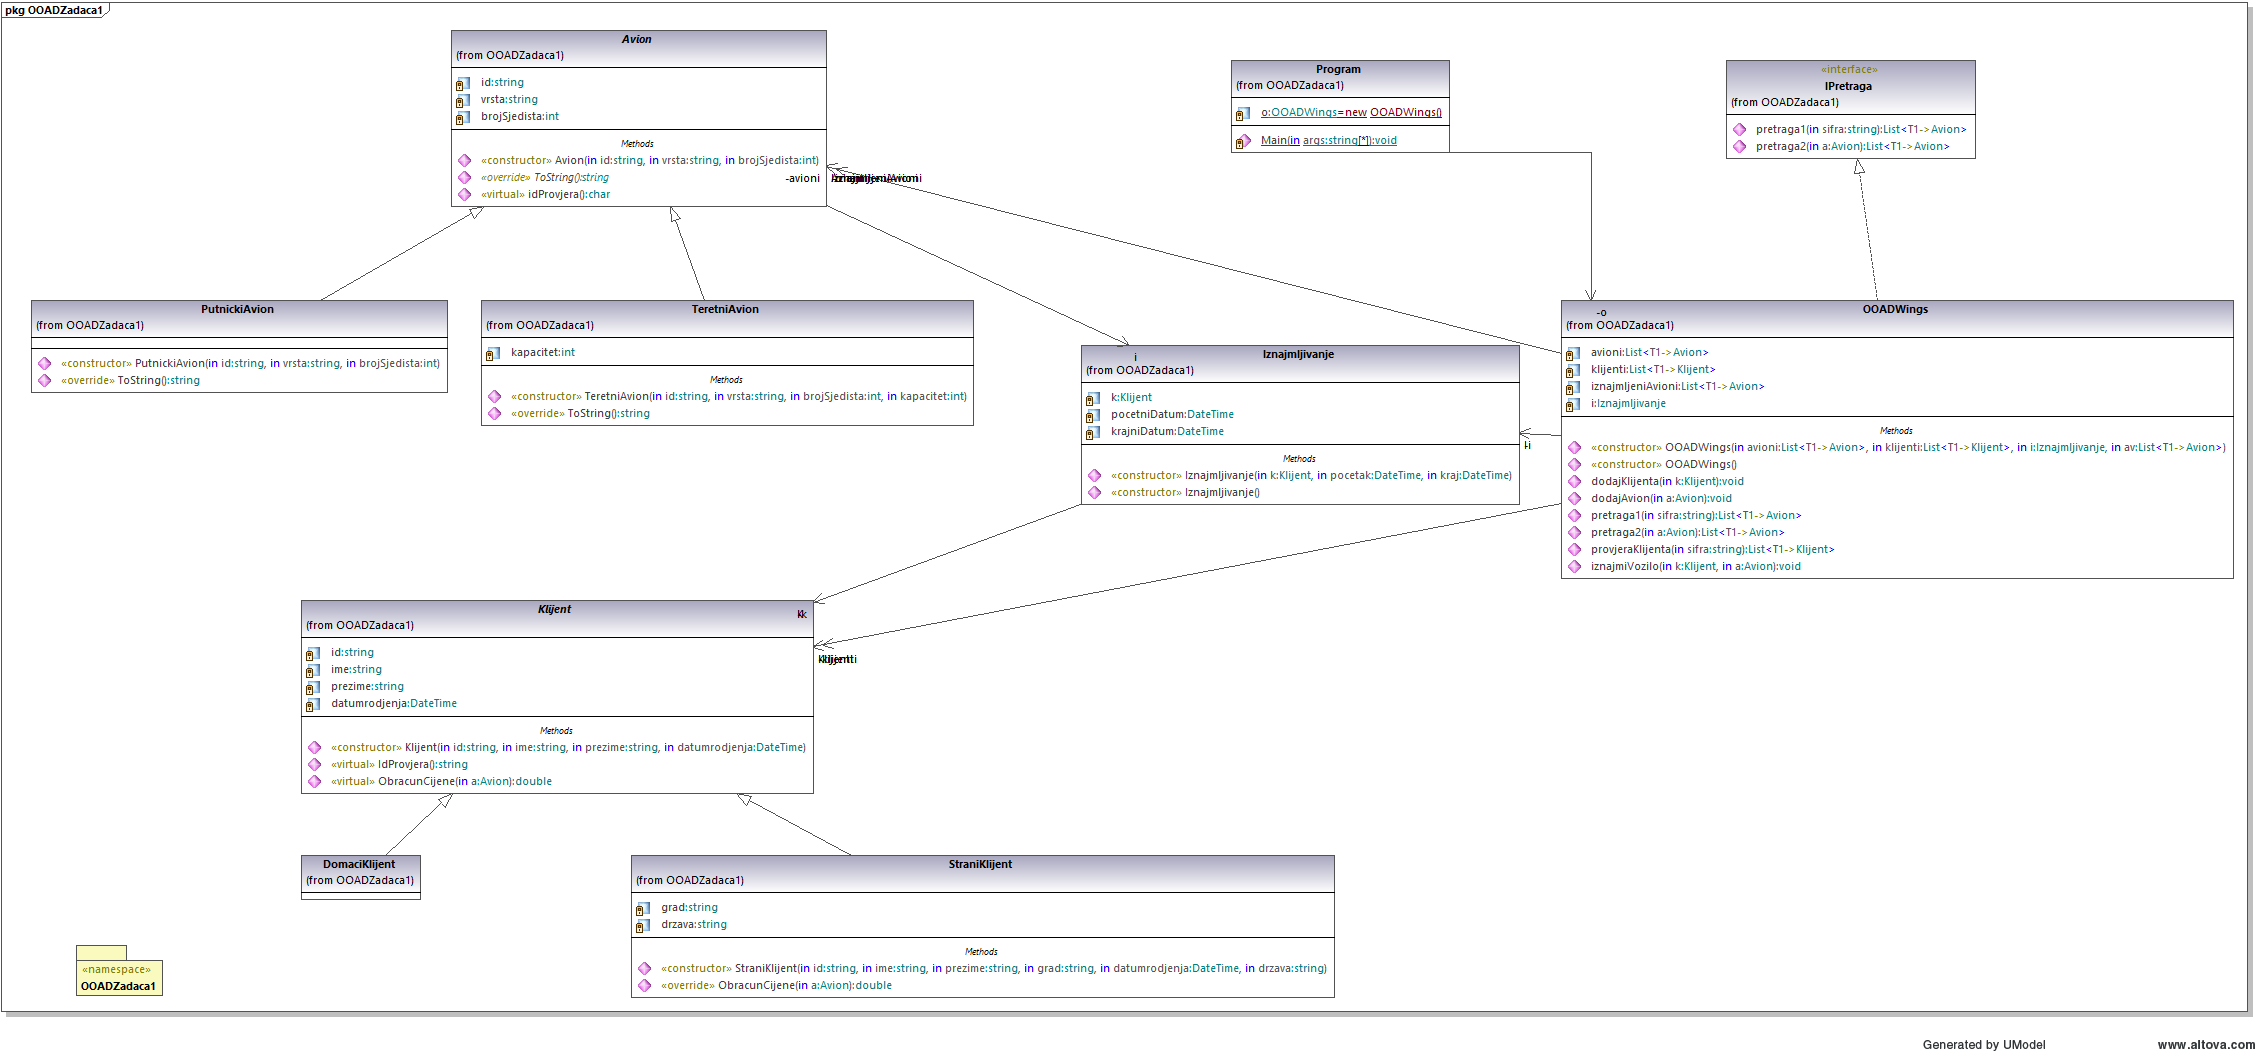 pkg OOADZadaca1
Avion
(from OOADZadaca1)
id:string
vrsta:string
brojSjedista:int
Methods
«constructor» Avion(in id:string, in vrsta:string, in brojSjedista:int)
«override» ToString():string
«virtual» idProvjera():char
-avioni
Program
(from OOADZadaca1)
o:OOADWings=new OOADWings()
Main(in args:string[*]):void
«interface»
IPretraga
(from OOADZadaca1)
pretraga1(in sifra:string):List<T1->Avion>
pretraga2(in a:Avion):List<T1->Avion>
PutnickiAvion
(from OOADZadaca1)
«constructor» PutnickiAvion(in id:string, in vrsta:string, in brojSjedista:int)
«override» ToString():string
TeretniAvion
(from OOADZadaca1)
kapacitet:int
Methods
«constructor» TeretniAvion(in id:string, in vrsta:string, in brojSjedista:int, in kapacitet:int)
«override» ToString():string
i
Iznajmljivanje
(from OOADZadaca1)
k:Klijent
pocetniDatum:DateTime
krajniDatum:DateTime
Methods
«constructor» Iznajmljivanje(in k:Klijent, in pocetak:DateTime, in kraj:DateTime)
«constructor» Iznajmljivanje()
-o
OOADWings
(from OOADZadaca1)
avioni:List<T1->Avion>
klijenti:List<T1->Klijent>
iznajmljeniAvioni:List<T1->Avion>
i:Iznajmljivanje
Methods
«constructor» OOADWings(in avioni:List<T1->Avion>, in klijenti:List<T1->Klijent>, in i:Iznajmljivanje, in av:List<T1->Avion>)
«constructor» OOADWings()
dodajKlijenta(in k:Klijent):void
dodajAvion(in a:Avion):void
pretraga1(in sifra:string):List<T1->Avion>
pretraga2(in a:Avion):List<T1->Avion>
provjeraKlijenta(in sifra:string):List<T1->Klijent>
iznajmiVozilo(in k:Klijent, in a:Avion):void
Klijent
(from OOADZadaca1)
id:string
ime:string
prezime:string
datumrodjenja:DateTime
Methods
«constructor» Klijent(in id:string, in ime:string, in prezime:string, in datumrodjenja:DateTime)
«virtual» IdProvjera():string
«virtual» ObracunCijene(in a:Avion):double
DomaciKlijent
(from OOADZadaca1)
StraniKlijent
(from OOADZadaca1)
grad:string
drzava:string
Methods
«constructor» StraniKlijent(in id:string, in ime:string, in prezime:string, in grad:string, in datumrodjenja:DateTime, in drzava:string)
«override» ObracunCijene(in a:Avion):double
«namespace»
OOADZadaca1
Generated by UModel
www.altova.com